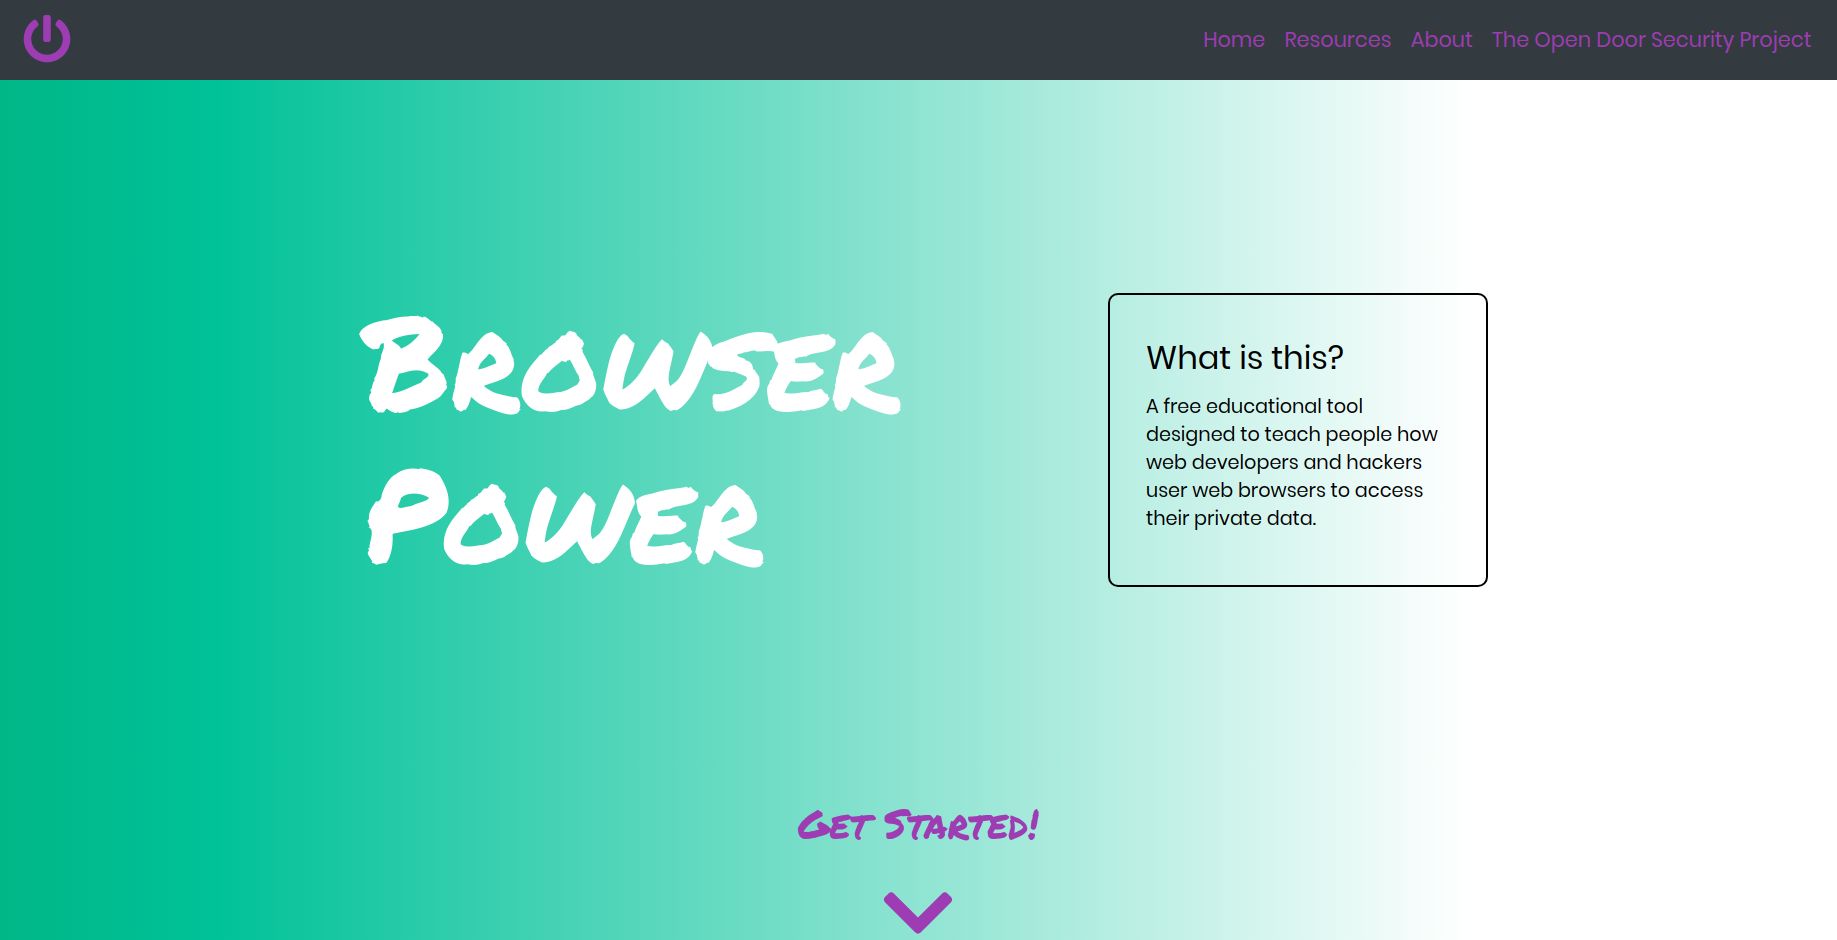 Home Resources About The Open Door Security Project
Browser
Power
What is this?
A free educational tool
designed to teach people how
web developers and hackers
user web browsers to access
their private data.
Get Started!